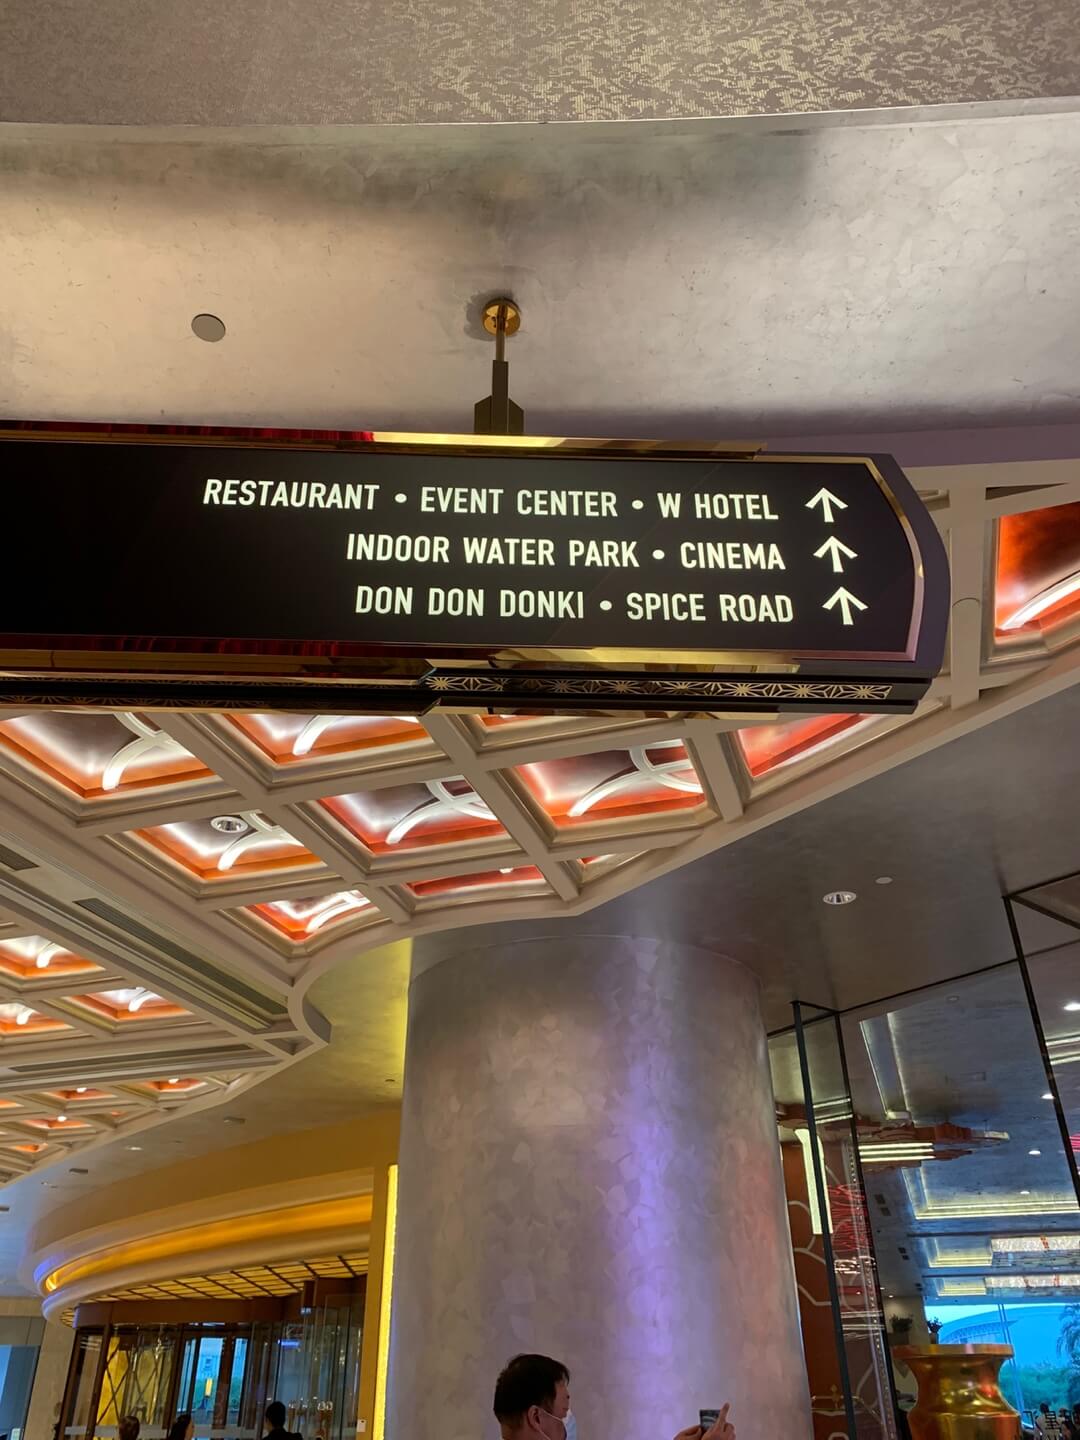 RESTAURANT • EVENT CENTER • W HOTEL ↑
INDOOR WATER PARK • CINEMA ↑
DON DON DONKI • SPICE ROAD ↑